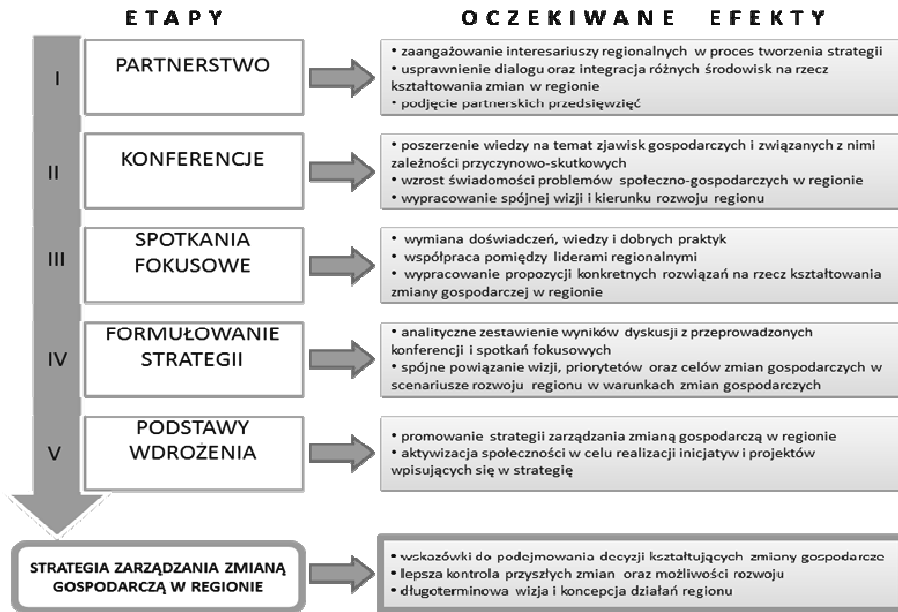 ETAPY
OCZEKIWANE EFEKTY
I
PARTNERSTWO
• zaangażowanie interesariuszy regionalnych w proces tworzenia strategii
• usprawnienie dialogu oraz integracja różnych środowisk na rzecz
kształtowania zmian w regionie
• podjęcie partnerskich przedsięwzięć
II
KONFERENCJE
• poszerzenie wiedzy na temat zjawisk gospodarczych i związanych z nimi
zależności przyczynowo-skutkowych
• wzrost świadomości problemów społeczno-gospodarczych w regionie
• wypracowanie spójnej wizji i kierunku rozwoju regionu
III
SPOTKANIA
FOKUSOWE
• wymiana doświadczeń, wiedzy i dobrych praktyk
• współpraca pomiędzy liderami regionalnymi
• wypracowanie propozycji konkretnych rozwiązań na rzecz kształtowania
zmiany gospodarczej w regionie
IV
FORMUŁOWANIE
STRATEGII
• analityczne zestawienie wyników dyskusji z przeprowadzonych
konferencji i spotkań fokusowych
• spójne powiązanie wizji, priorytetów oraz celów zmian gospodarczych w
scenariusze rozwoju regionu w warunkach zmian gospodarczych
V
PODSTAWY
WDROŻENIA
• promowanie strategii zarządzania zmianą gospodarczą w regionie
• aktywizacja społeczności w celu realizacji inicjatyw i projektów
wpisujących się w strategię
STRATEGIA ZARZĄDZANIA ZMIANĄ
GOSPODARCZĄ W REGIONIE
• wskazówki do podejmowania decyzji kształtujących zmiany gospodarcze
• lepsza kontrola przyszłych zmian oraz możliwości rozwoju
• długoterminowa wizja i koncepcja działań regionu